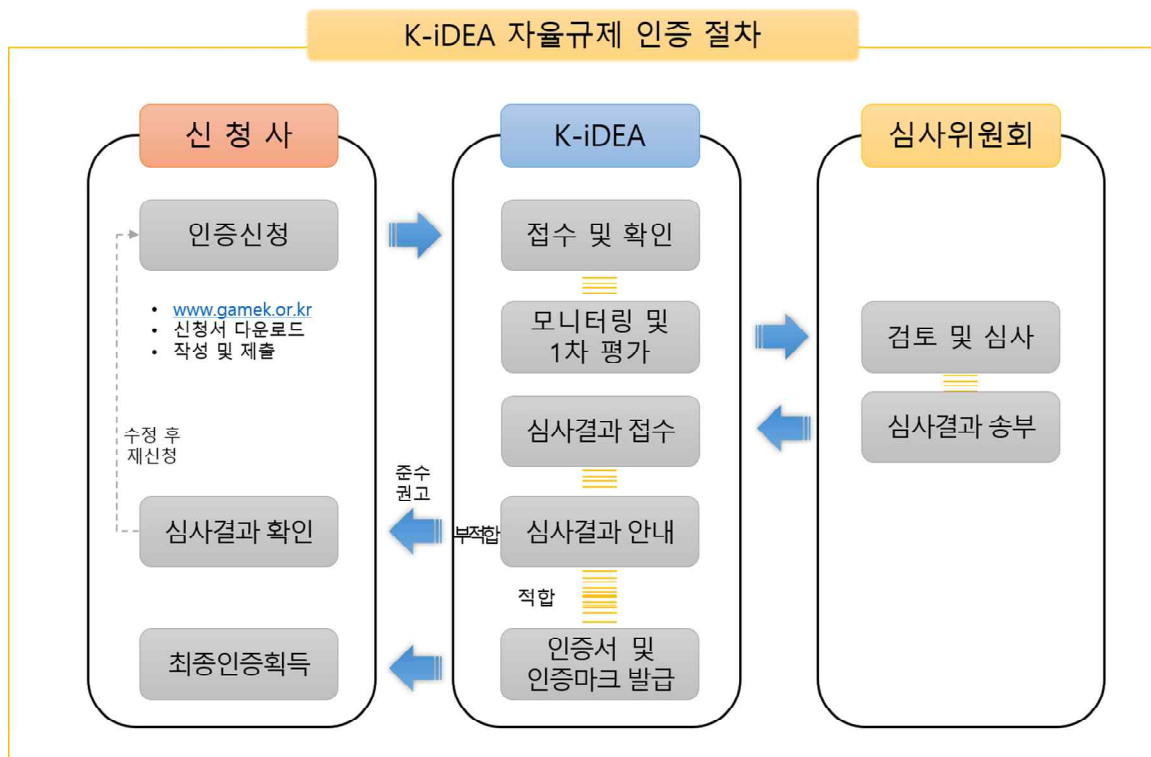 K-iDEA 자율규제 인증 절차
신 청 사
K-iDEA
심사위원회
인증신청
접수 및 확인
• www.gamek.or.kr
• 신청서 다운로드
• 작성 및 제출
모니터링 및
1차 평가
검토 및 심사
심사결과 접수
심사결과 송부
수정 후
재신청
준수
권고
심사결과 확인
부적합
심사결과 안내
적합
최종인증획득
인증서 및
인증마크 발급